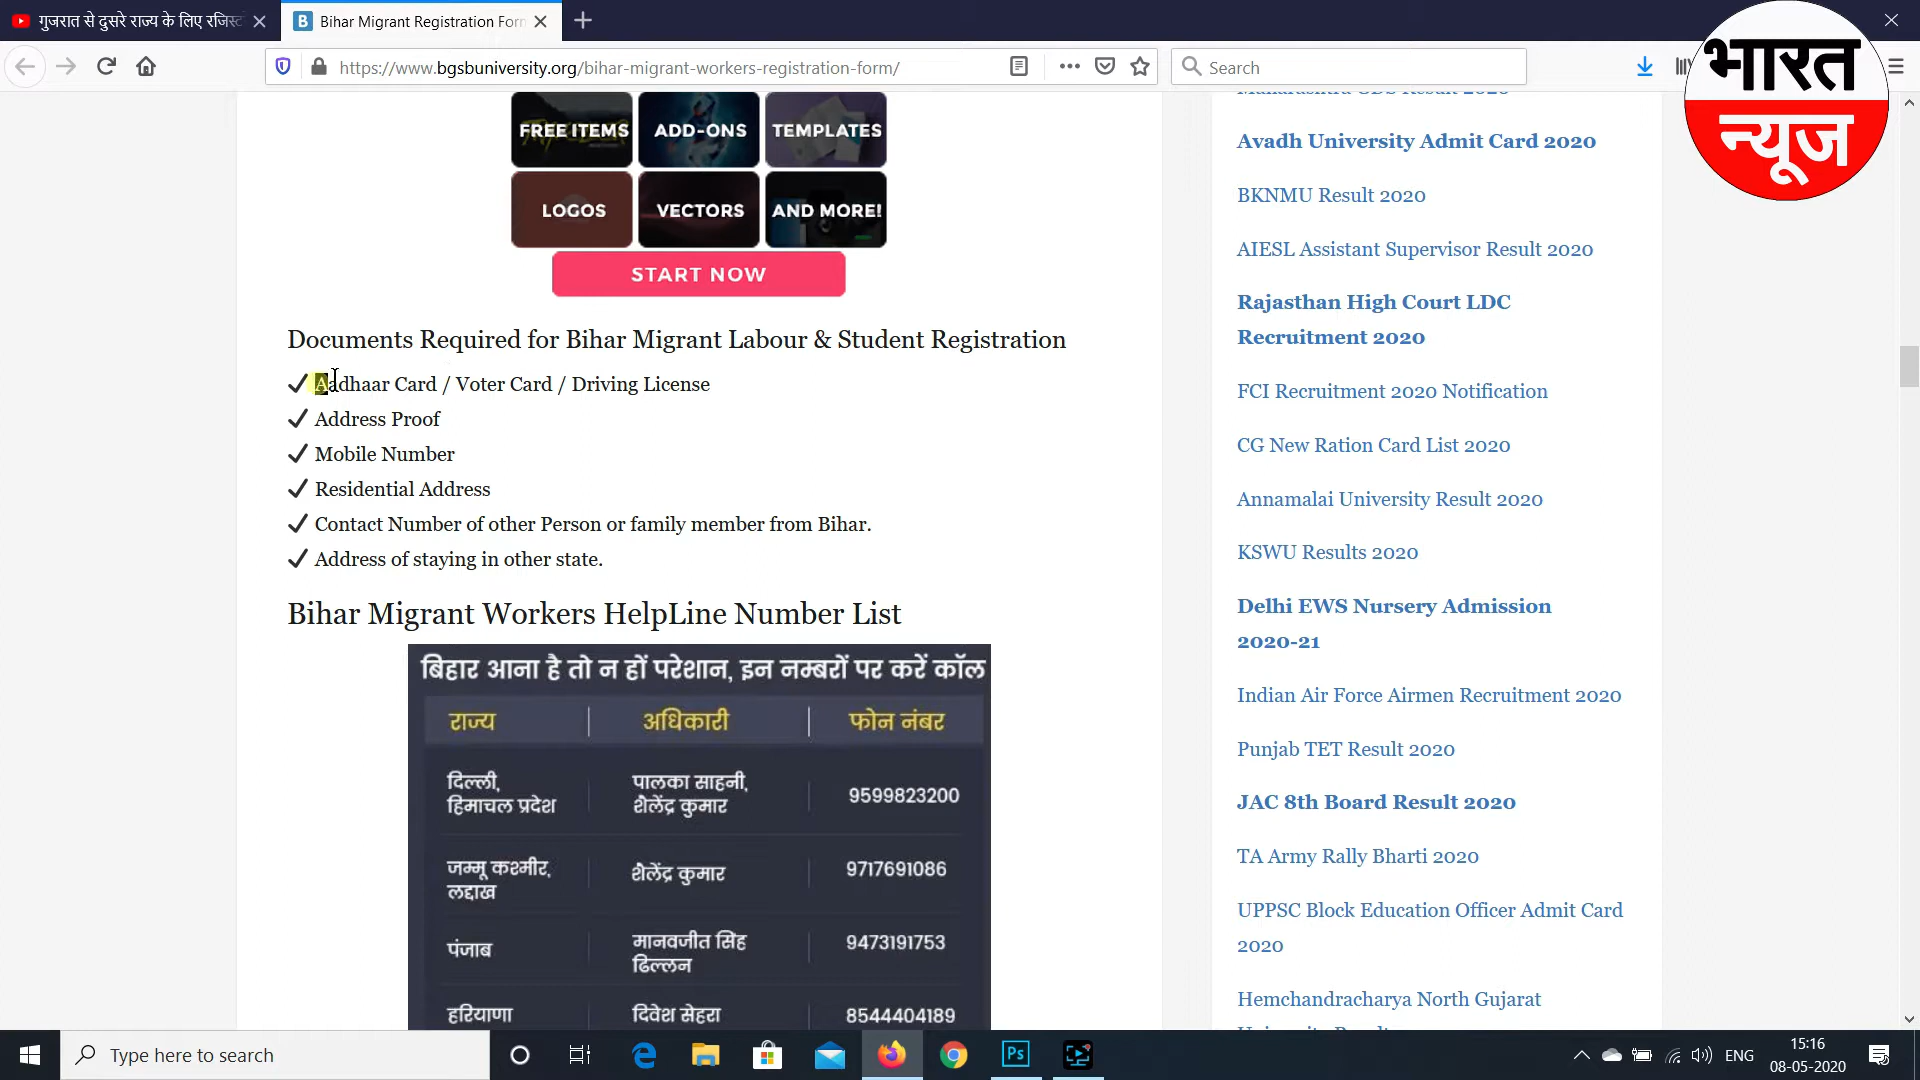 गुजरात से दुसरे राज्य के लिए रजिस्ट
Bihar Migrant Registration Form
https://www.bgsbuniversity.org/bihar-migrant-workers-registration-form/
Search
भारत
न्यूज
FREE ITEMS
ADD-ONS
TEMPLATES
LOGOS
VECTORS
AND MORE!
START NOW
Documents Required for Bihar Migrant Labour & Student Registration
✔ Aadhaar Card / Voter Card / Driving License
✔ Address Proof
✔ Mobile Number
✔ Residential Address
✔ Contact Number of other Person or family member from Bihar.
✔ Address of staying in other state.
Bihar Migrant Workers HelpLine Number List
बिहार आना है तो न हों परेशान, इन नम्बरों पर करें कॉल
राज्य | अधिकारी | फोन नंबर
दिल्ली,
हिमाचल प्रदेश
पालका साहनी,
शैलेंद्र कुमार
9599823200
जम्मू कश्मीर,
लद्दाख
शैलेंद्र कुमार
9717691086
पंजाब
मानवजीत सिंह
ढिल्लन
9473191753
हरियाणा
दिवेश सेहरा
8544404189
Maharashtra GDS Result 2020
Avadh University Admit Card 2020
BKNMU Result 2020
AIESL Assistant Supervisor Result 2020
Rajasthan High Court LDC
Recruitment 2020
FCI Recruitment 2020 Notification
CG New Ration Card List 2020
Annamalai University Result 2020
KSWU Results 2020
Delhi EWS Nursery Admission
2020-21
Indian Air Force Airmen Recruitment 2020
Punjab TET Result 2020
JAC 8th Board Result 2020
TA Army Rally Bharti 2020
UPPSC Block Education Officer Admit Card
2020
Hemchandracharya North Gujarat
Type here to search
Ps
ENG
15:16
08-05-2020